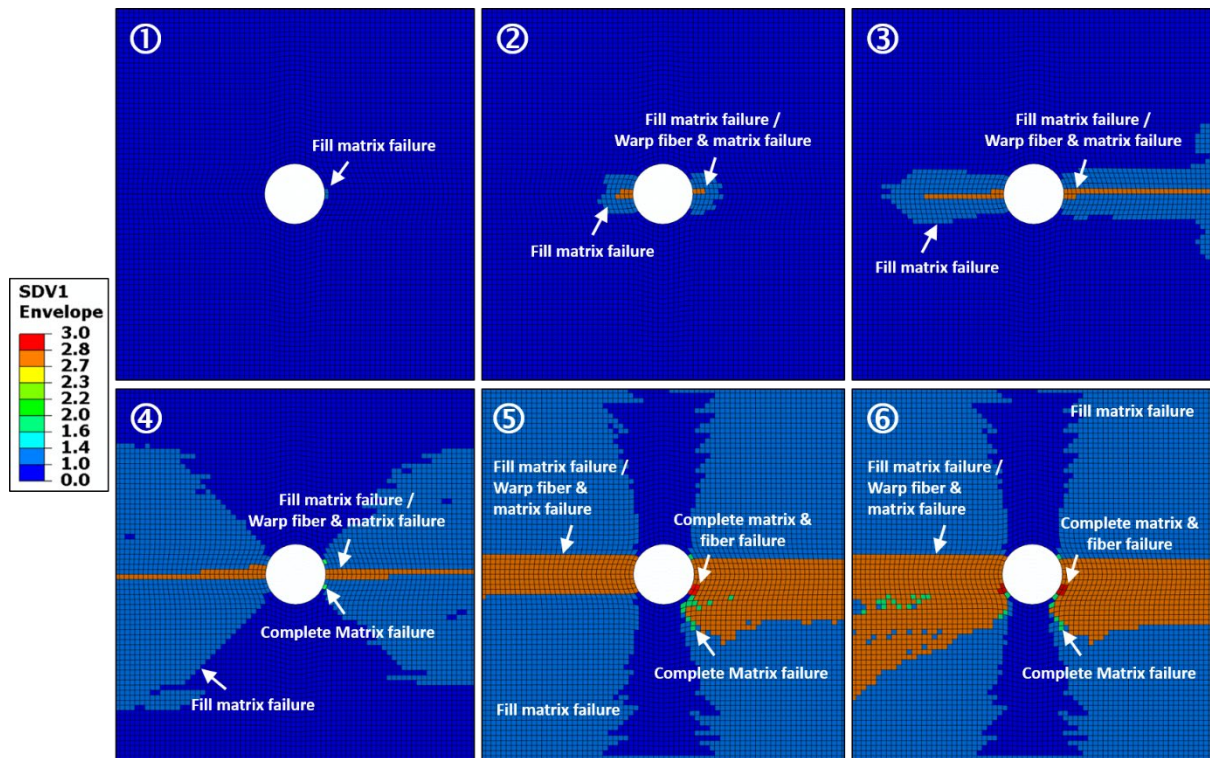 ①
Fill matrix failure
②
Fill matrix failure /
Warp fiber & matrix failure
Fill matrix failure
③
Fill matrix failure /
Warp fiber & matrix failure
Fill matrix failure
SDV1
Envelope
3.0
2.8
2.7
2.3
2.2
2.0
1.6
1.4
1.0
0.0
④
Fill matrix failure /
Warp fiber & matrix failure
Complete Matrix failure
Fill matrix failure
⑤
Fill matrix failure /
Warp fiber &
matrix failure
Complete matrix &
fiber failure
Complete Matrix failure
Fill matrix failure
⑥
Fill matrix failure
Fill matrix failure /
Warp fiber &
matrix failure
Complete matrix &
fiber failure
Complete Matrix failure